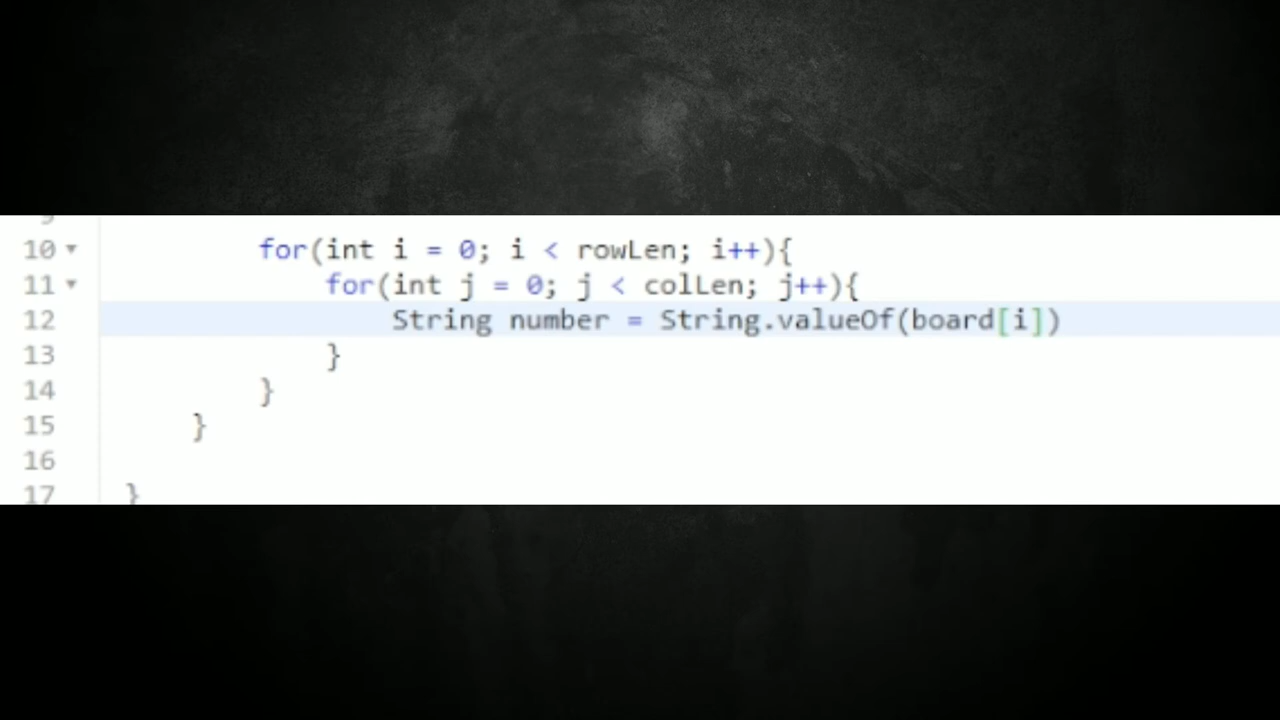 10 for(int i = 0; i < rowLen; i++){
11 for(int j = 0; j < colLen; j++){
12 String number = String.valueOf(board[i])
13 }
14 }
15 }
16
17 }